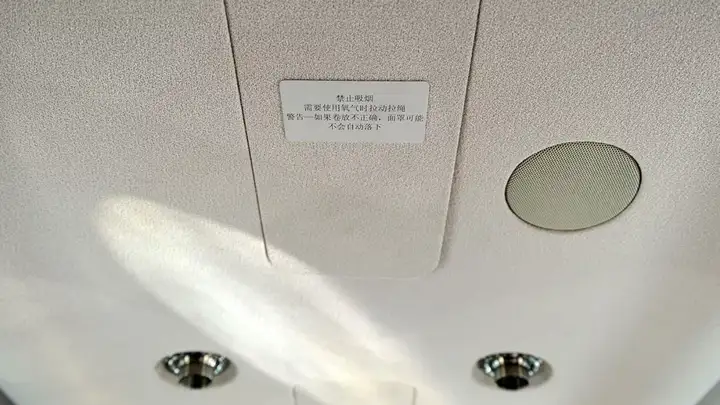 禁止吸烟
需要使用氧气时拉动拉绳
警告—如果卷放不正确，面罩可能
不会自动落下